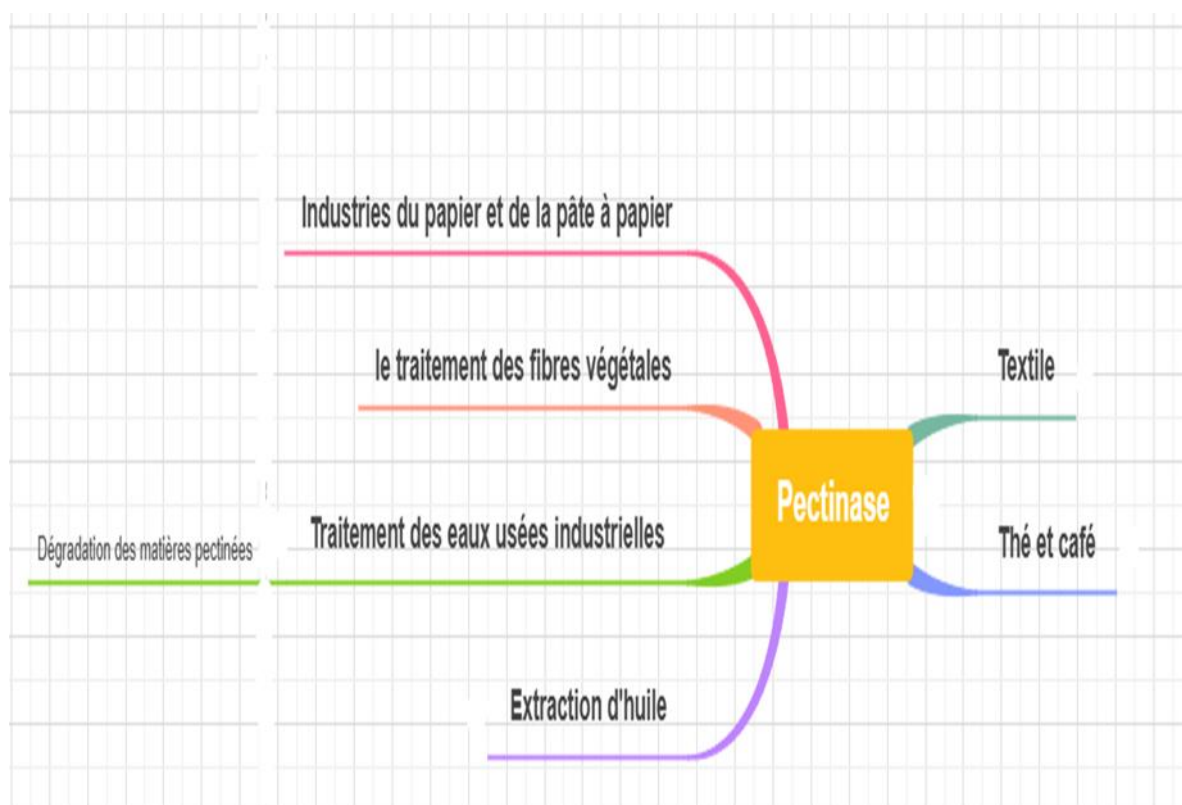 Industries du papier et de la pâte à papier
le traitement des fibres végétales
Textile
Pectinase
Dégradation des matières pectinées
Traitement des eaux usées industrielles
Thé et café
Extraction d'huile